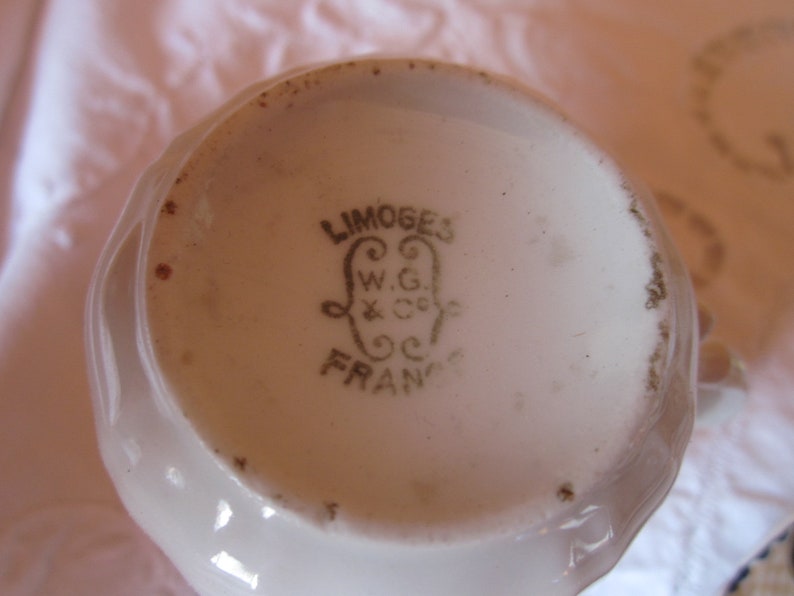 LIMOGES
W.G.
& Co.
FRANCE